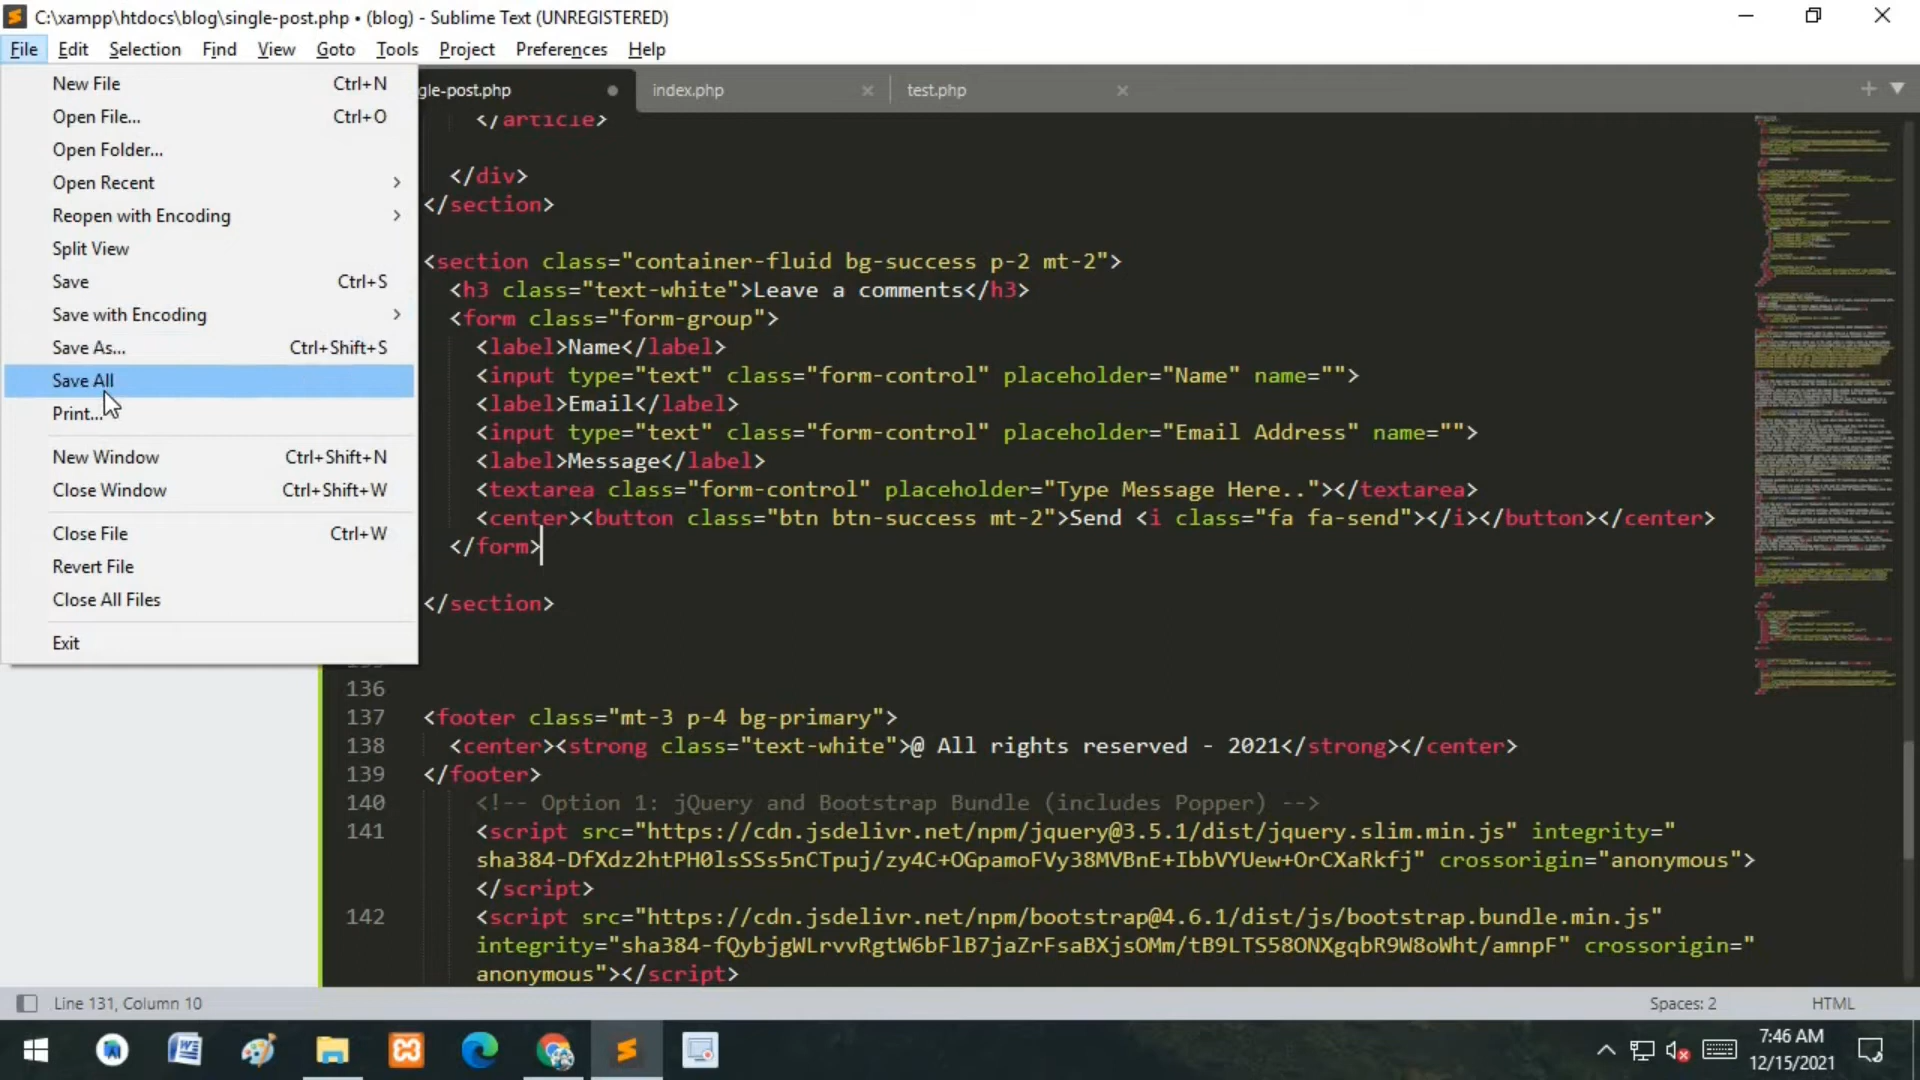 C:\xampp\htdocs\blog\single-post.php • (blog) - Sublime Text (UNREGISTERED)
File Edit Selection Find View Goto Tools Project Preferences Help
New File Ctrl+N
Open File... Ctrl+O
Open Folder...
Open Recent
Reopen with Encoding
Split View
Save Ctrl+S
Save with Encoding
Save As... Ctrl+Shift+S
Save All
Print...
New Window Ctrl+Shift+N
Close Window Ctrl+Shift+W
Close File Ctrl+W
Revert File
Close All Files
Exit
gle-post.php index.php test.php
</article>
</div>
</section>
<section class="container-fluid bg-success p-2 mt-2">
<h3 class="text-white">Leave a comments</h3>
<form class="form-group">
<label>Name</label>
<input type="text" class="form-control" placeholder="Name" name="">
<label>Email</label>
<input type="text" class="form-control" placeholder="Email Address" name="">
<label>Message</label>
<textarea class="form-control" placeholder="Type Message Here.."></textarea>
<center><button class="btn btn-success mt-2">Send <i class="fa fa-send"></i></button></center>
</form>
</section>
136
137 <footer class="mt-3 p-4 bg-primary">
138 <center><strong class="text-white">@ All rights reserved - 2021</strong></center>
139 </footer>
140 <!-- Option 1: jQuery and Bootstrap Bundle (includes Popper) -->
141 <script src="https://cdn.jsdelivr.net/npm/jquery@3.5.1/dist/jquery.slim.min.js" integrity="
sha384-DfXdz2htPH0lsSSs5nCTpuj/zy4C+OGpamoFVy38MVBnE+IbbVYUew+OrCXaRkfj" crossorigin="anonymous">
</script>
142 <script src="https://cdn.jsdelivr.net/npm/bootstrap@4.6.1/dist/js/bootstrap.bundle.min.js"
integrity="sha384-fQybjgWLrvvRgtW6bFlB7jaZrFsaBXjsOMm/tB9LTS58ONXgqbR9W8oWht/amnpF" crossorigin="
anonymous"></script>
Line 131, Column 10 Spaces: 2 HTML
7:46 AM
12/15/2021